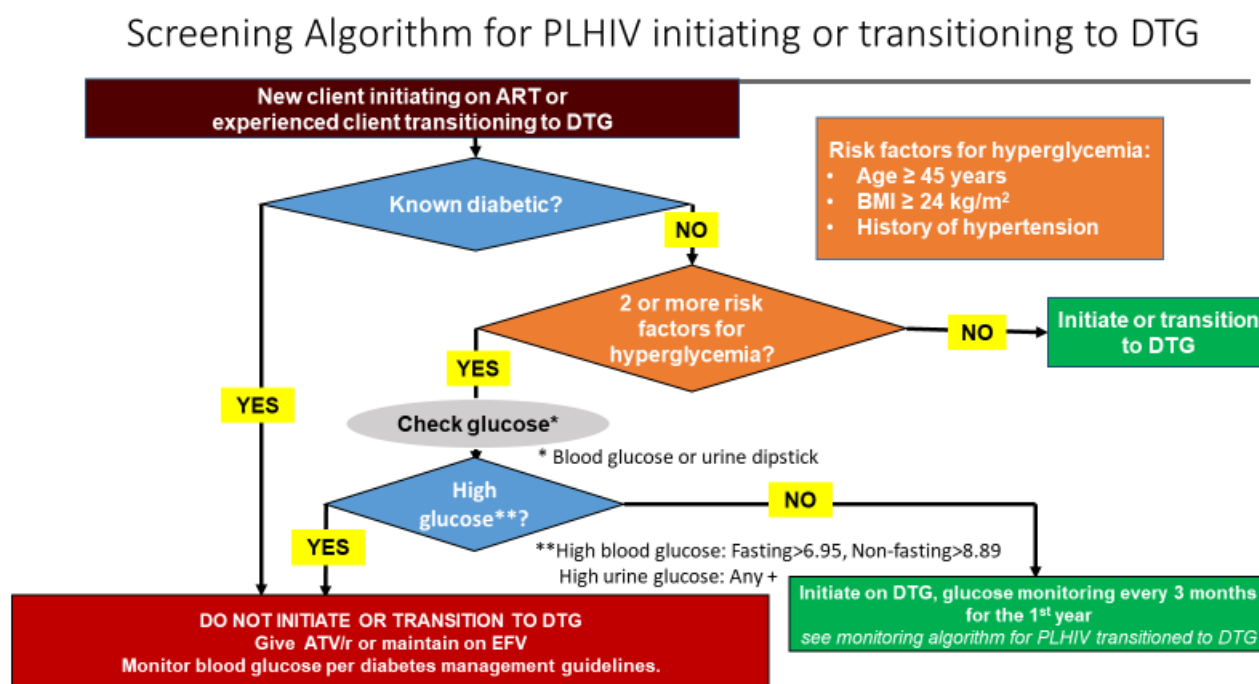 Screening Algorithm for PLHIV initiating or transitioning to DTG
New client initiating on ART or
experienced client transitioning to DTG
Risk factors for hyperglycemia:
• Age ≥ 45 years
• BMI ≥ 24 kg/m²
• History of hypertension
Known diabetic?
NO
2 or more risk
factors for
hyperglycemia?
NO
Initiate or transition
to DTG
YES
YES
Check glucose*
* Blood glucose or urine dipstick
High
glucose**?
NO
YES
**High blood glucose: Fasting>6.95, Non-fasting>8.89
High urine glucose: Any +
DO NOT INITIATE OR TRANSITION TO DTG
Give ATV/r or maintain on EFV
Monitor blood glucose per diabetes management guidelines.
Initiate on DTG, glucose monitoring every 3 months
for the 1st year
see monitoring algorithm for PLHIV transitioned to DTG